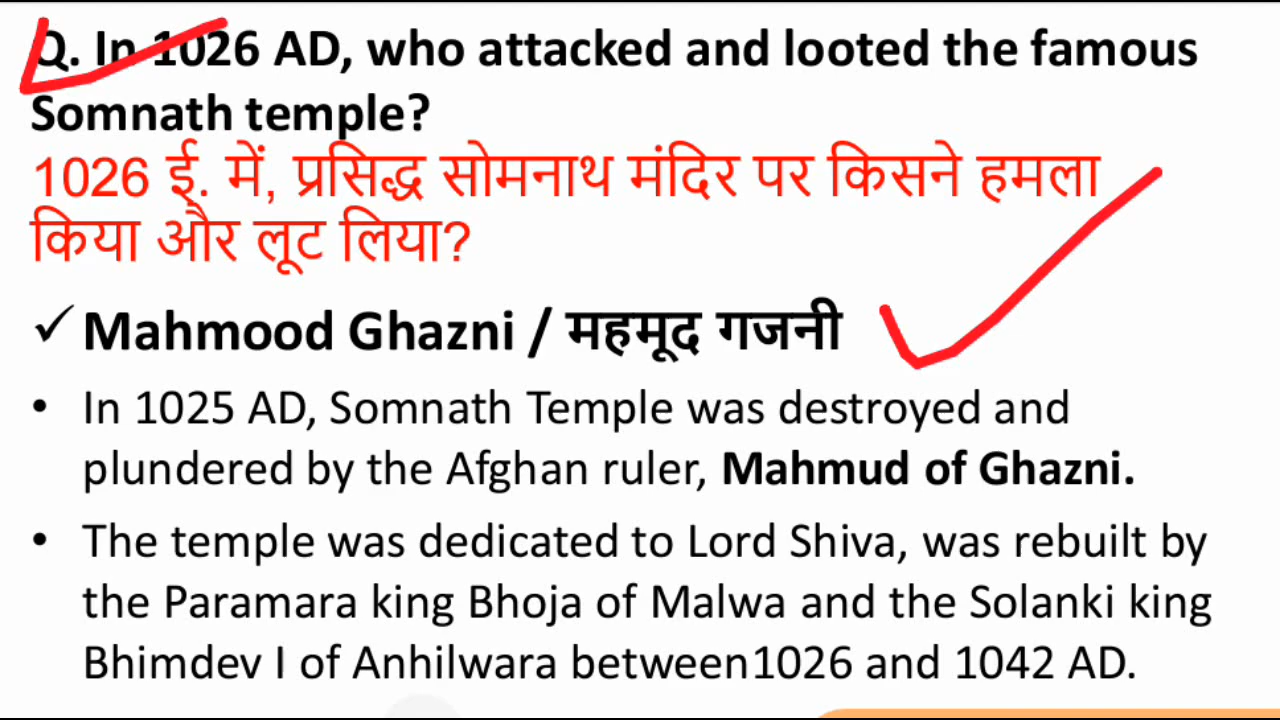 Q. In 1026 AD, who attacked and looted the famous
Somnath temple?
1026 ई. में, प्रसिद्ध सोमनाथ मंदिर पर किसने हमला
किया और लूट लिया?
✓ Mahmood Ghazni / महमूद गजनी
• In 1025 AD, Somnath Temple was destroyed and
plundered by the Afghan ruler, Mahmud of Ghazni.
• The temple was dedicated to Lord Shiva, was rebuilt by
the Paramara king Bhoja of Malwa and the Solanki king
Bhimdev I of Anhilwara between1026 and 1042 AD.